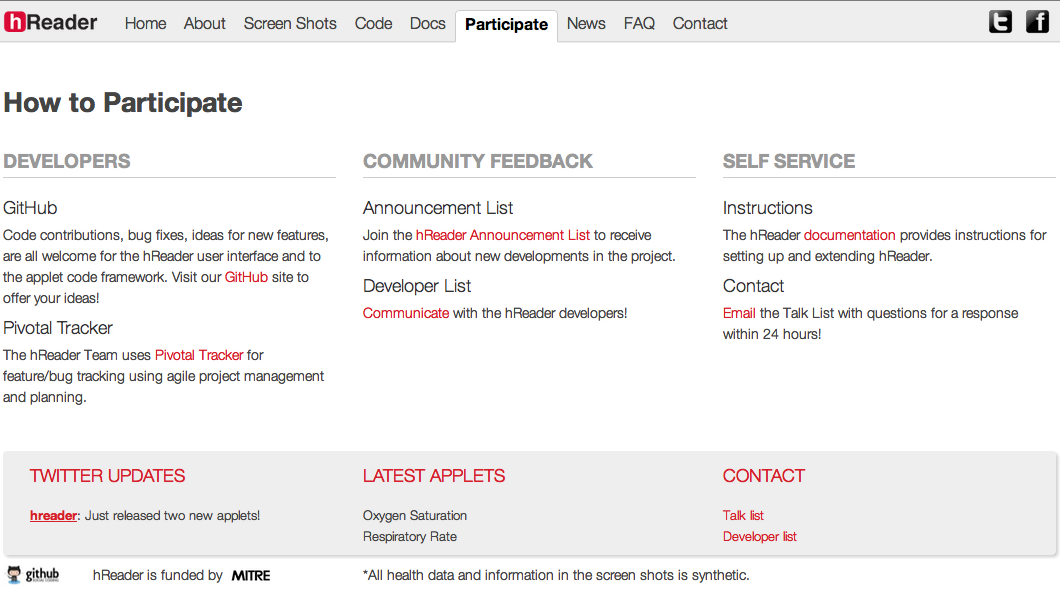 hReader Home About Screen Shots Code Docs Participate News FAQ Contact
How to Participate
DEVELOPERS
GitHub
Code contributions, bug fixes, ideas for new features,
are all welcome for the hReader user interface and to
the applet code framework. Visit our GitHub site to
offer your ideas!
Pivotal Tracker
The hReader Team uses Pivotal Tracker for
feature/bug tracking using agile project management
and planning.
COMMUNITY FEEDBACK
Announcement List
Join the hReader Announcement List to receive
information about new developments in the project.
Developer List
Communicate with the hReader developers!
SELF SERVICE
Instructions
The hReader documentation provides instructions for
setting up and extending hReader.
Contact
Email the Talk List with questions for a response
within 24 hours!
TWITTER UPDATES
hreader: Just released two new applets!
LATEST APPLETS
Oxygen Saturation
Respiratory Rate
CONTACT
Talk list
Developer list
github
hReader is funded by MITRE
*All health data and information in the screen shots is synthetic.